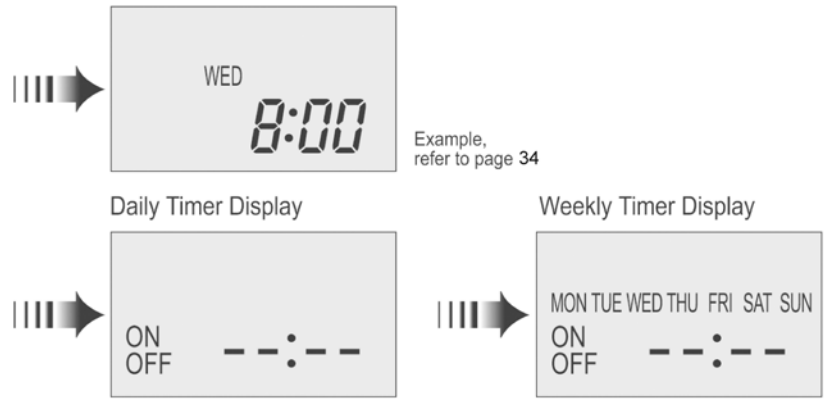 WED
8:00
Example,
refer to page 34
Daily Timer Display
ON
OFF
--:--
Weekly Timer Display
MON TUE WED THU FRI SAT SUN
ON
OFF
--:--